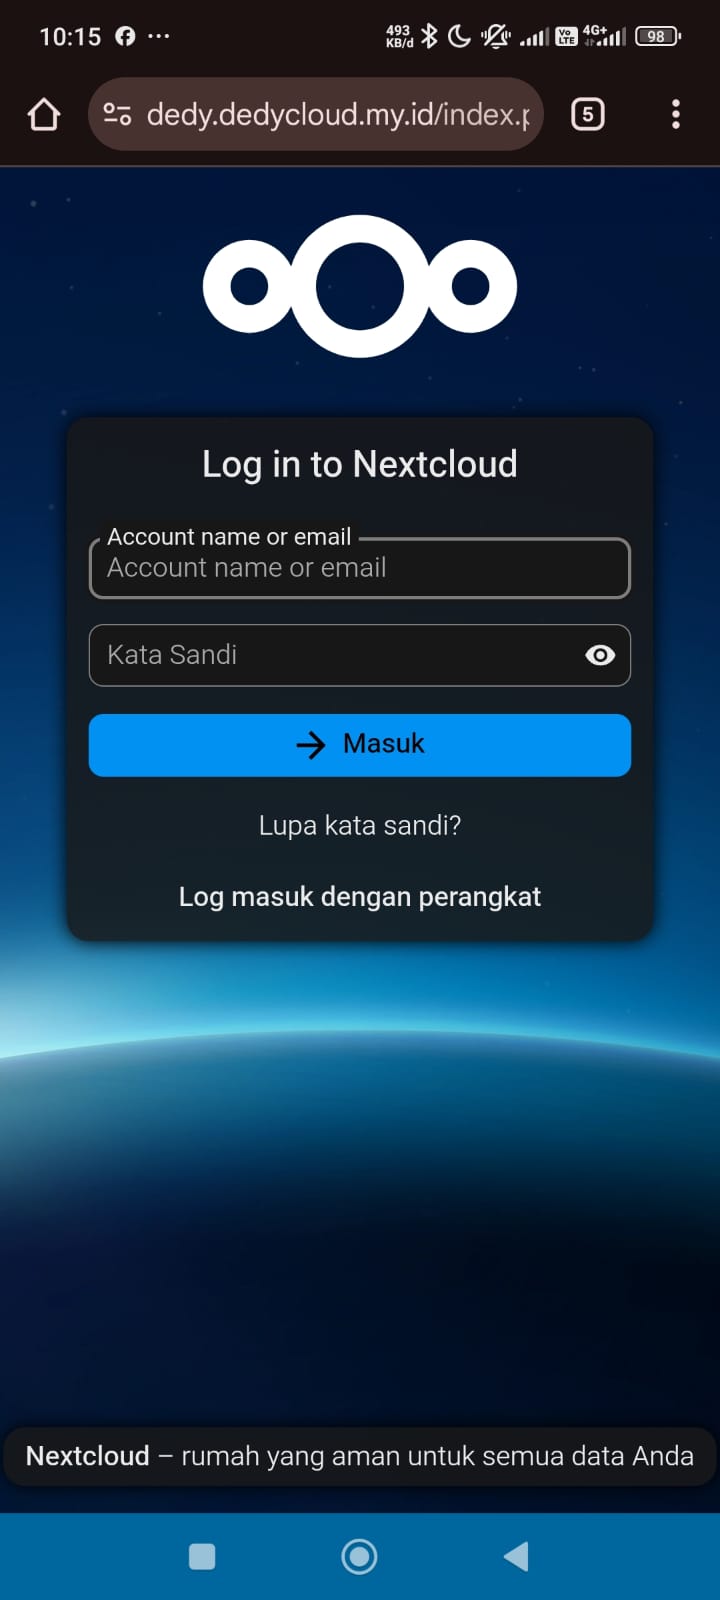 10:15
493
KB/d
Vo
LTE
4G+
98
dedy.dedycloud.my.id/index.p
5
Log in to Nextcloud
Account name or email
Account name or email
Kata Sandi
Masuk
Lupa kata sandi?
Log masuk dengan perangkat
Nextcloud – rumah yang aman untuk semua data Anda